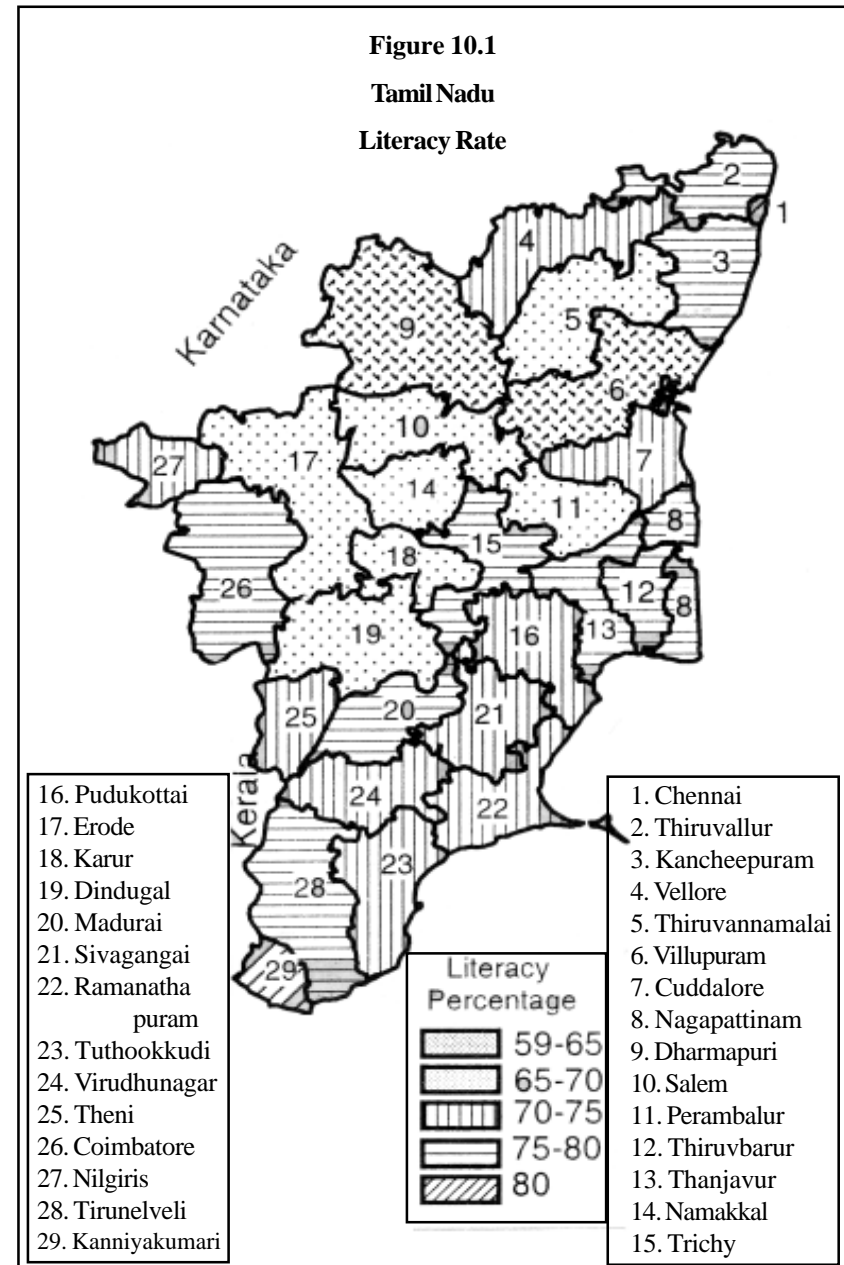 Figure 10.1
Tamil Nadu
Literacy Rate
Karnataka
Kerala
1
2
3
4
5
6
7
8
8
9
10
11
12
13
14
15
16
17
18
19
20
21
22
23
24
25
26
27
28
29
16. Pudukottai
17. Erode
18. Karur
19. Dindugal
20. Madurai
21. Sivagangai
22. Ramanatha
puram
23. Tuthookkudi
24. Virudhunagar
25. Theni
26. Coimbatore
27. Nilgiris
28. Tirunelveli
29. Kanniyakumari
Literacy
Percentage
59-65
65-70
70-75
75-80
80
1. Chennai
2. Thiruvallur
3. Kancheepuram
4. Vellore
5. Thiruvannamalai
6. Villupuram
7. Cuddalore
8. Nagapattinam
9. Dharmapuri
10. Salem
11. Perambalur
12. Thiruvbarur
13. Thanjavur
14. Namakkal
15. Trichy